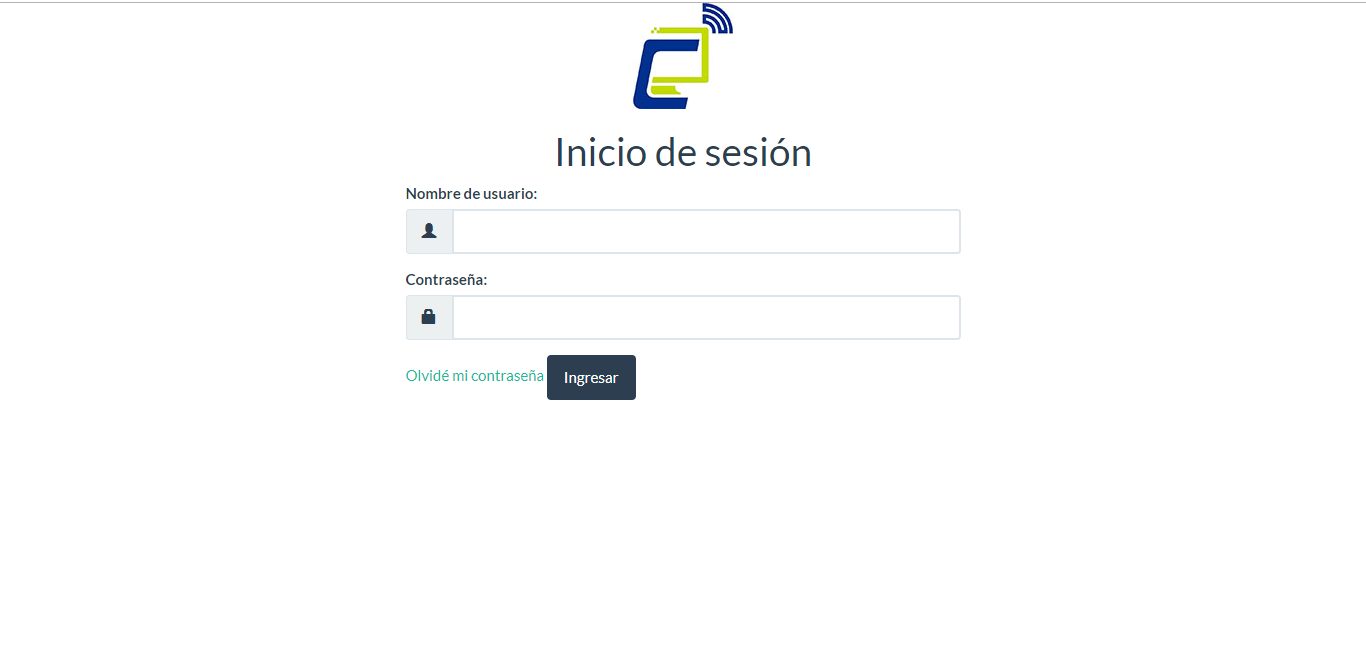 Inicio de sesión
Nombre de usuario:
Contraseña:
Olvidé mi contraseña Ingresar